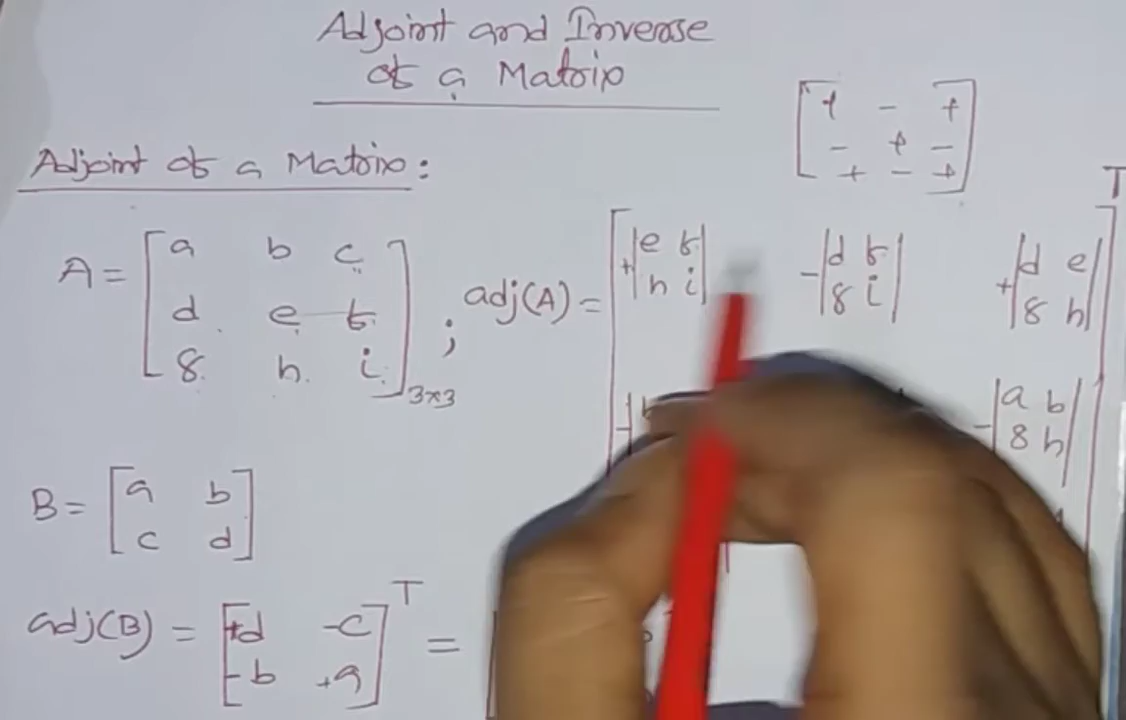 Adjoint and Inverse
of a Matrix
+ - +
- + -
+ - +
Adjoint of a Matrix:
A = [a b c
d e f
g h i]3×3 ; adj(A) = [+|e f
h i| -|d f
g i| +|d e
g h|
-|b
-|a b
g h|]T
B = [a b
c d]
adj(B) = [+d -c
-b +a]T =